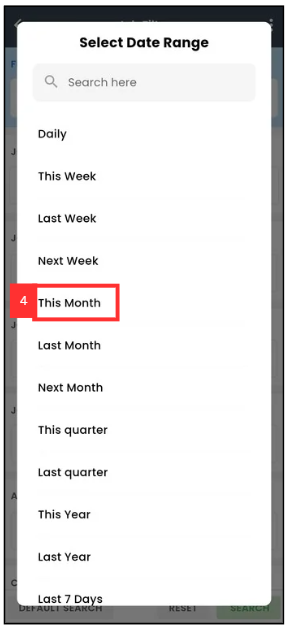 Select Date Range
Search here
Daily
This Week
Last Week
Next Week
4 This Month
Last Month
Next Month
This quarter
Last quarter
This Year
Last Year
Last 7 Days
DEFAULT SEARCH RESET SEARCH